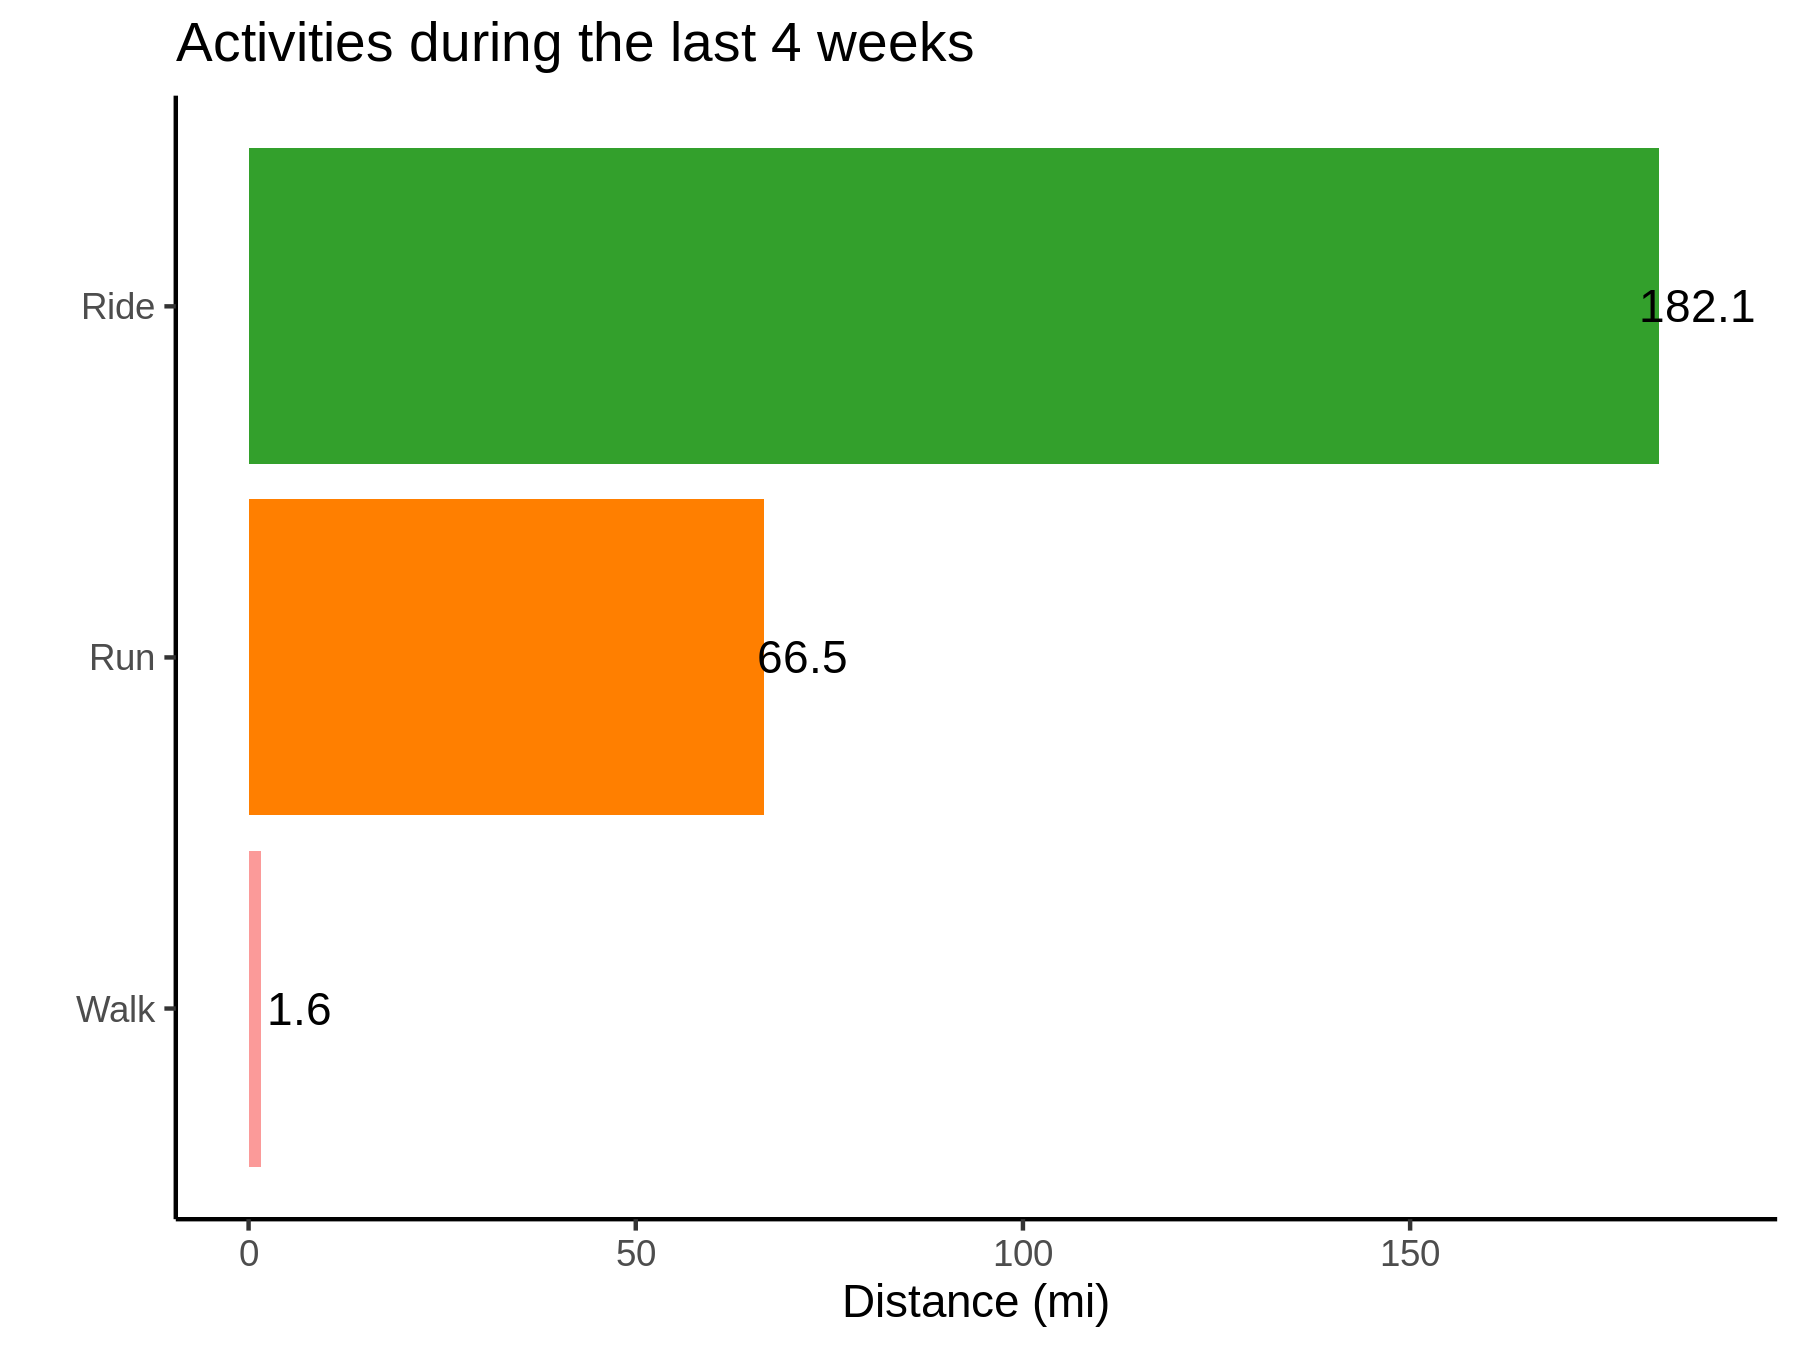 Activities during the last 4 weeks
Ride
182.1
Run
66.5
Walk
1.6
0 50 100 150
Distance (mi)